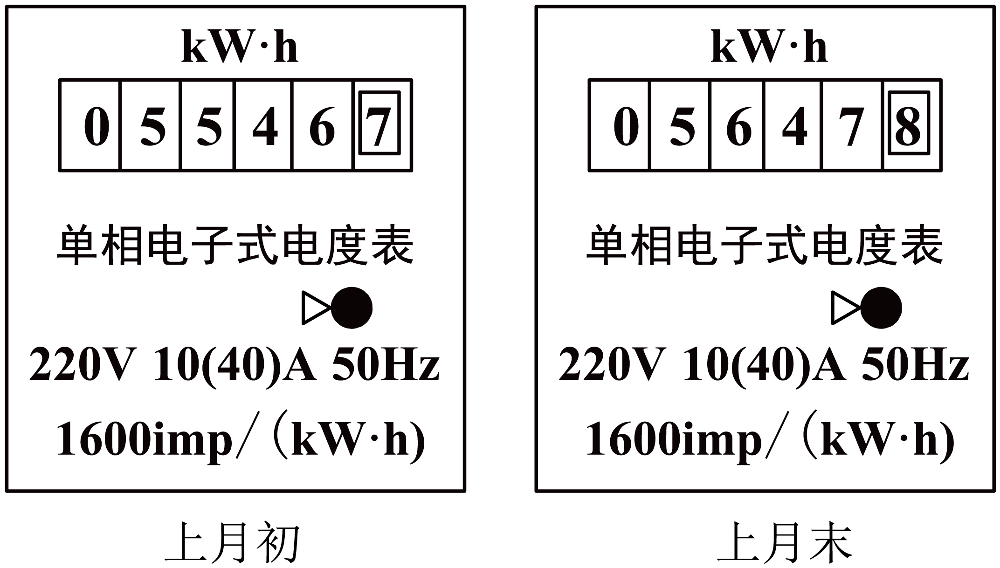 kW·h
0 5 5 4 6 7
单相电子式电度表
220V 10(40)A 50Hz
1600imp/(kW·h)
上月初
kW·h
0 5 6 4 7 8
单相电子式电度表
220V 10(40)A 50Hz
1600imp/(kW·h)
上月末